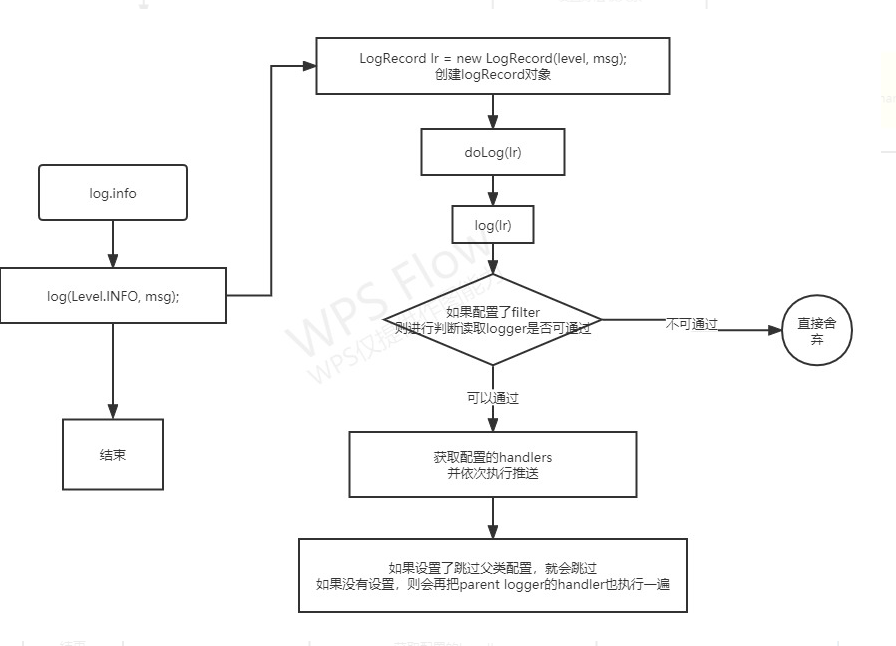 LogRecord lr = new LogRecord(level, msg);
创建logRecord对象
doLog(lr)
log.info
log(lr)
log(Level.INFO, msg);
如果配置了filter
则进行判断读取logger是否可通过
不可通过
直接舍
弃
可以通过
结束
获取配置的handlers
并依次执行推送
如果设置了跳过父类配置，就会跳过
如果没有设置，则会再把parent logger的handler也执行一遍
WPS Flow